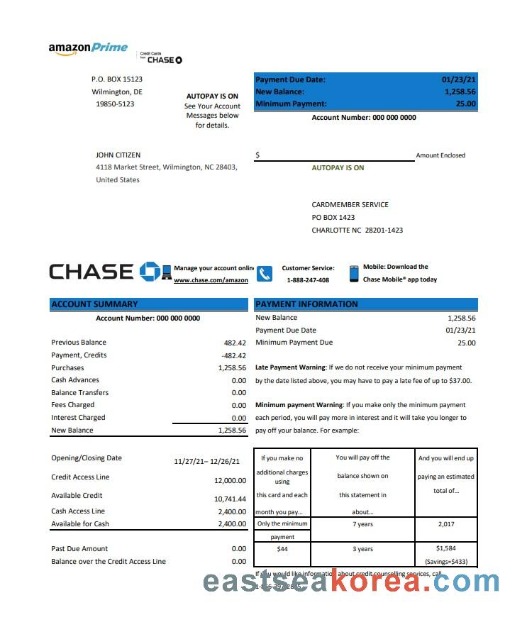 amazon Prime
Credit Cards
from CHASE
P.O. BOX 15123
Wilmington, DE
19850-5123
AUTOPAY IS ON
See Your Account
Messages below
for details.
Payment Due Date: 01/23/21
New Balance: 1,258.56
Minimum Payment: 25.00
Account Number: 000 000 0000
JOHN CITIZEN
4118 Market Street, Wilmington, NC 28403,
United States
$ Amount Enclosed
AUTOPAY IS ON
CARDMEMBER SERVICE
PO BOX 1423
CHARLOTTE NC 28201-1423
CHASE
Manage your account onlin
www.chase.com/amazon
Customer Service:
1-888-247-408
Mobile: Download the
Chase Mobile® app today
ACCOUNT SUMMARY
Account Number: 000 000 0000
Previous Balance 482.42
Payment, Credits -482.42
Purchases 1,258.56
Cash Advances 0.00
Balance Transfers 0.00
Fees Charged 0.00
Interest Charged 0.00
New Balance 1,258.56
Opening/Closing Date 11/27/21– 12/26/21
Credit Access Line 12,000.00
Available Credit 10,741.44
Cash Access Line 2,400.00
Available for Cash 2,400.00
Past Due Amount 0.00
Balance over the Credit Access Line 0.00
PAYMENT INFORMATION
New Balance 1,258.56
Payment Due Date 01/23/21
Minimum Payment Due 25.00
Late Payment Warning: If we do not receive your minimum payment
by the date listed above, you may have to pay a late fee of up to $37.00.
Minimum payment Warning: If you make only the minimum payment
each period, you will pay more in interest and it will take you longer to
pay off your balance. For example:
If you make no
additional charges
using
this card and each
month you pay...
You will pay off the
balance shown on
this statement in
about...
And you will end up
paying an estimated
total of...
Only the minimum
payment
7 years
2,017
$44
3 years
$1,584
(Savings=$433)
If you would like information about credit counselling services, call
eastseakorea.com